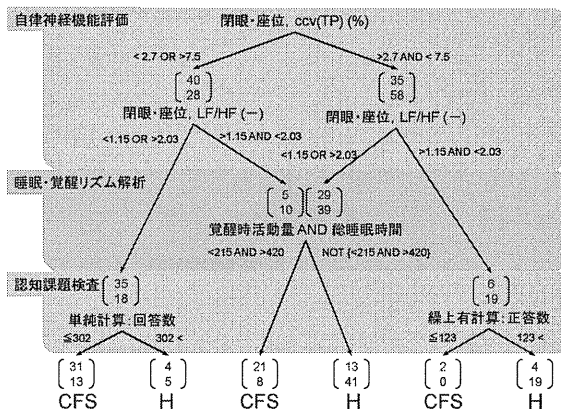 自律神経機能評価
閉眼・座位, ccv(TP) (%)
<2.7 OR >7.5
>2.7 AND < 7.5
40
28
35
58
閉眼・座位, LF/HF (ー)
閉眼・座位, LF/HF (ー)
<1.15 OR >2.03
>1.15 AND <2.03
<1.15 OR >2.03
>1.15 AND <2.03
睡眠・覚醒リズム解析
5
10
29
39
覚醒時活動量 AND 総睡眠時間
<215 AND >420
NOT {<215 AND >420}
認知課題検査
35
18
6
19
単純計算:回答数
繰上有計算:正答数
≦302
302 <
≦123
123 <
31
13
4
5
21
8
13
41
2
0
4
19
CFS
H
CFS
H
CFS
H